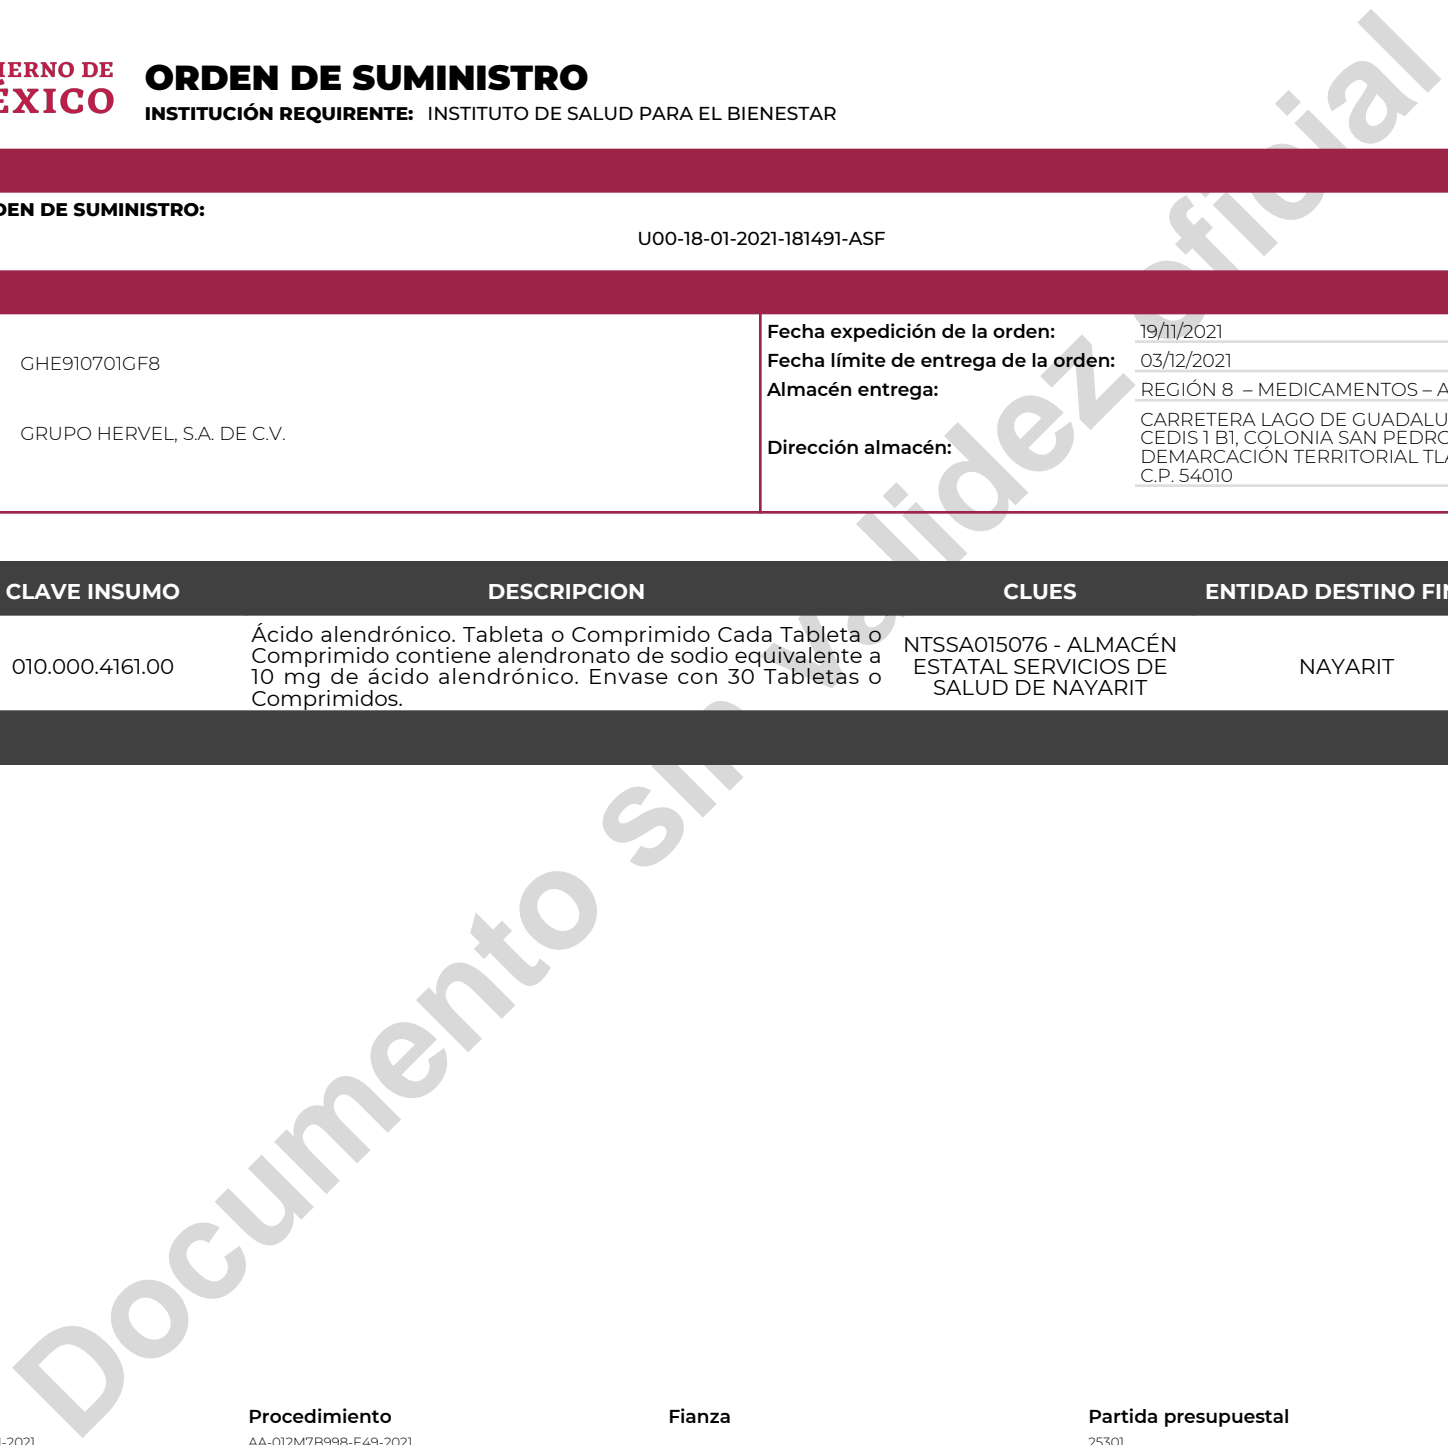 IERNO DE
ÉXICO
ORDEN DE SUMINISTRO
INSTITUCIÓN REQUIRENTE: INSTITUTO DE SALUD PARA EL BIENESTAR
DEN DE SUMINISTRO:
U00-18-01-2021-181491-ASF
GHE910701GF8
GRUPO HERVEL, S.A. DE C.V.
Fecha expedición de la orden: 19/11/2021
Fecha límite de entrega de la orden: 03/12/2021
Almacén entrega: REGIÓN 8 – MEDICAMENTOS – A
Dirección almacén:
CARRETERA LAGO DE GUADALU
CEDIS 1 B1, COLONIA SAN PEDRO
DEMARCACIÓN TERRITORIAL TLA
C.P. 54010
CLAVE INSUMO DESCRIPCION CLUES ENTIDAD DESTINO FIN
010.000.4161.00
Ácido alendrónico. Tableta o Comprimido Cada Tableta o
Comprimido contiene alendronato de sodio equivalente a
10 mg de ácido alendrónico. Envase con 30 Tabletas o
Comprimidos.
NTSSA015076 - ALMACÉN
ESTATAL SERVICIOS DE
SALUD DE NAYARIT
NAYARIT
Documento sin validez oficial
Procedimiento Fianza Partida presupuestal
-2021 AA-012M7B998-E49-2021 25301